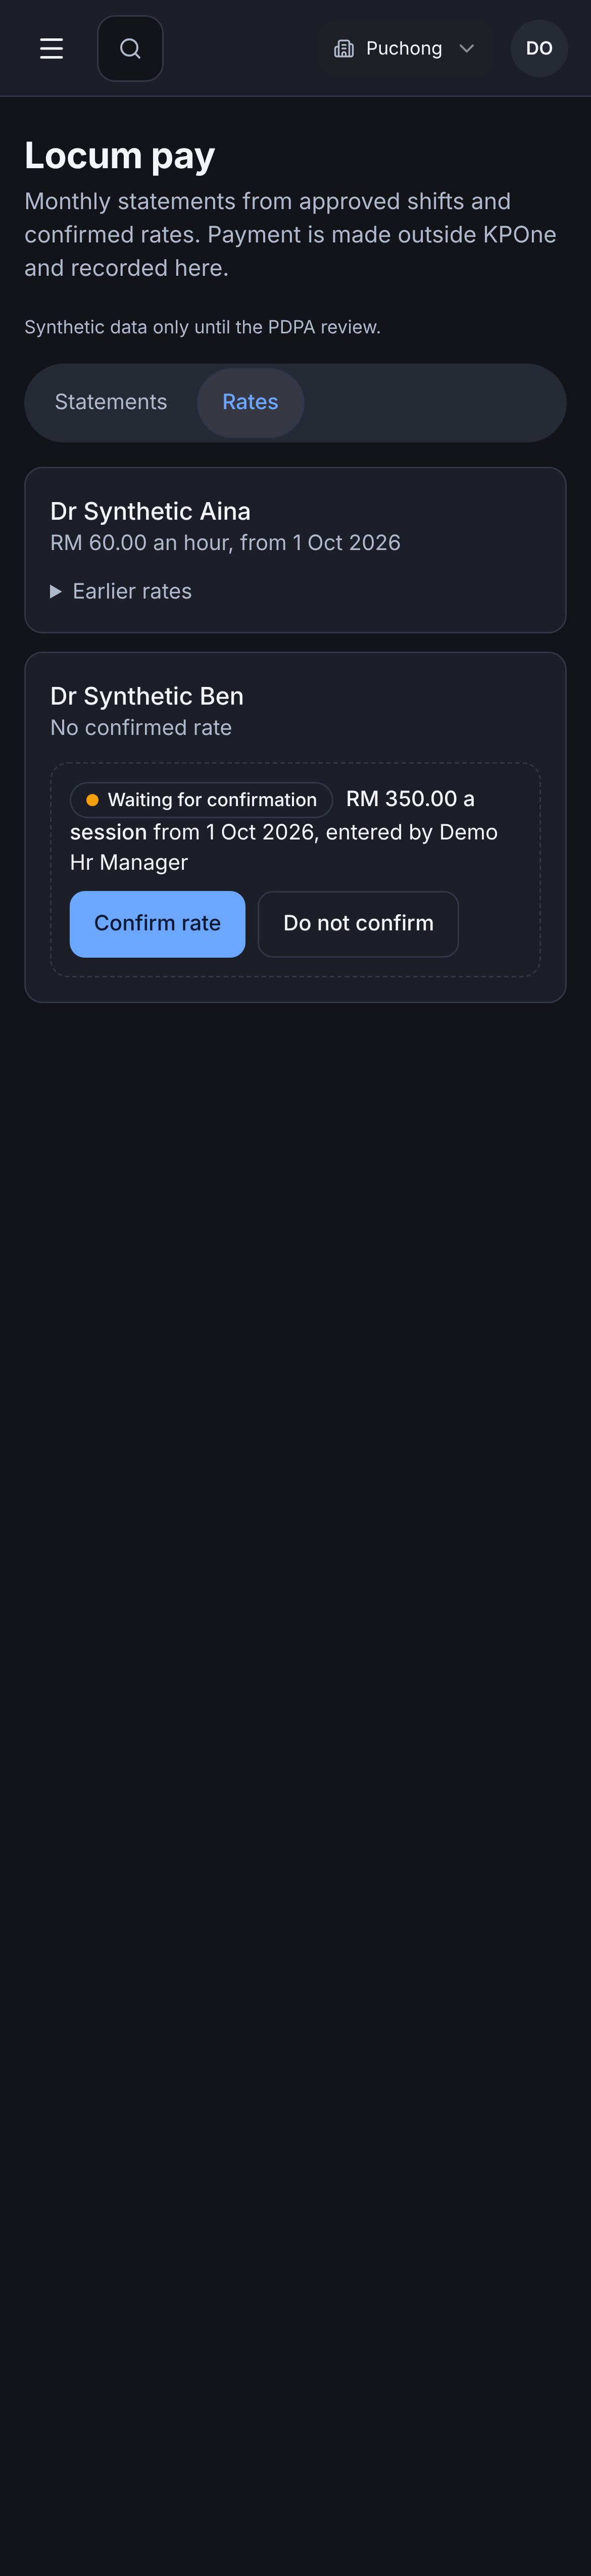 Puchong
DO
Locum pay
Monthly statements from approved shifts and
confirmed rates. Payment is made outside KPOne
and recorded here.
Synthetic data only until the PDPA review.
Statements
Rates
Dr Synthetic Aina
RM 60.00 an hour, from 1 Oct 2026
Earlier rates
Dr Synthetic Ben
No confirmed rate
Waiting for confirmation RM 350.00 a
session from 1 Oct 2026, entered by Demo
Hr Manager
Confirm rate
Do not confirm